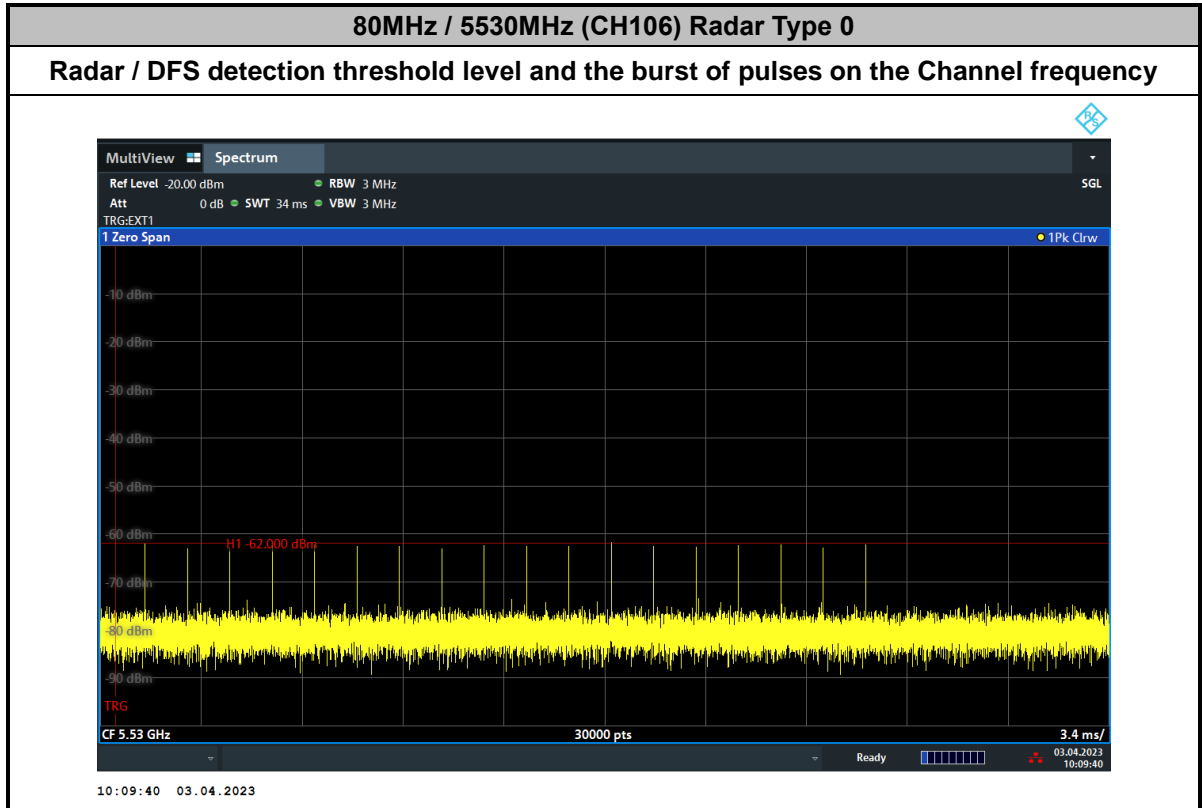 80MHz / 5530MHz (CH106) Radar Type 0
Radar / DFS detection threshold level and the burst of pulses on the Channel frequency
R&S
MultiView Spectrum
Ref Level -20.00 dBm RBW 3 MHz SGL
Att 0 dB SWT 34 ms VBW 3 MHz
TRG:EXT1
1 Zero Span 1Pk Clrw
-10 dBm
-20 dBm
-30 dBm
-40 dBm
-50 dBm
-60 dBm
H1 -62.000 dBm
-70 dBm
-80 dBm
-90 dBm
TRG
CF 5.53 GHz 30000 pts 3.4 ms/
Ready 03.04.2023
10:09:40
10:09:40 03.04.2023